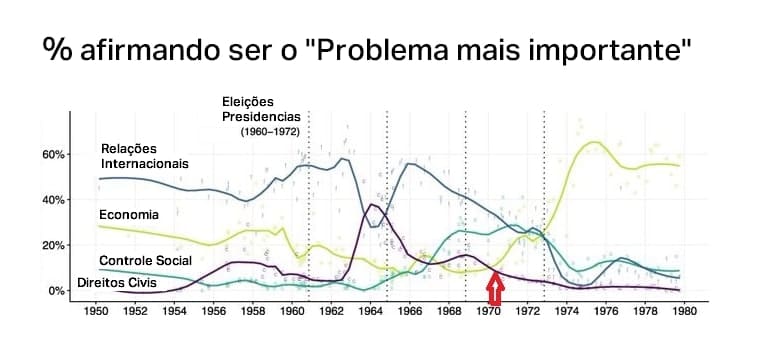 % afirmando ser o "Problema mais importante"
Eleições
Presidencias
(1960–1972)
Relações
Internacionais
Economia
Controle Social
Direitos Civis
60%
40%
20%
0%
1950 1952 1954 1956 1958 1960 1962 1964 1966 1968 1970 1972 1974 1976 1978 1980